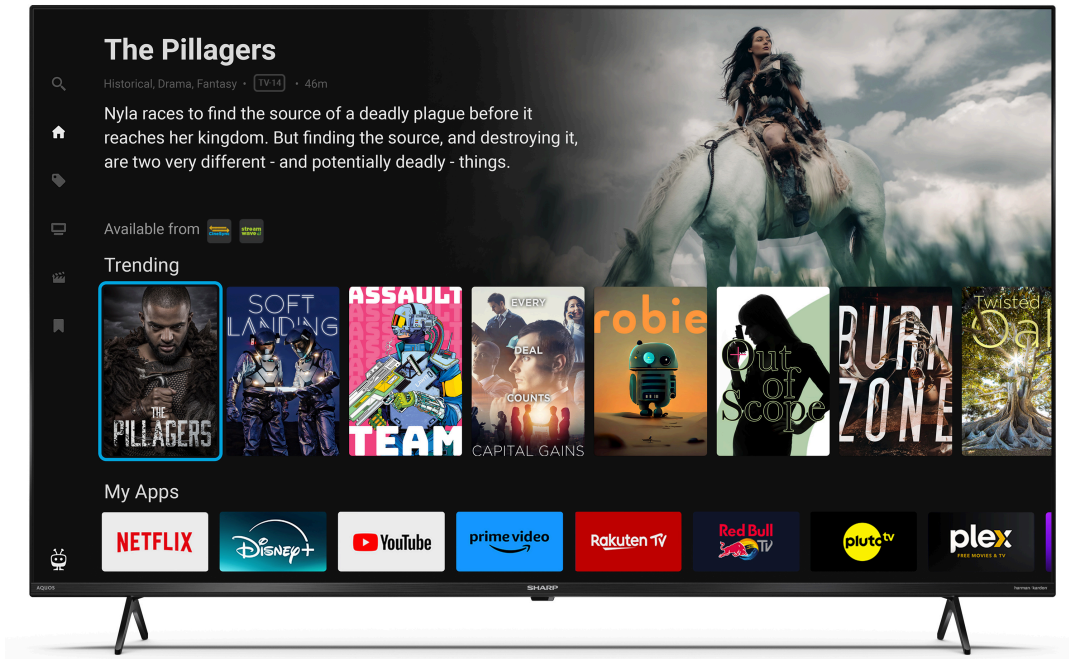 The Pillagers
Historical, Drama, Fantasy • TV-14 • 46m
Nyla races to find the source of a deadly plague before it
reaches her kingdom. But finding the source, and destroying it,
are two very different - and potentially deadly - things.
Available from
stream
wave
Trending
THE
PILLAGERS
SOFT
LANDING
ASSAULT
TEAM
EVERY
DEAL
COUNTS
CAPITAL GAINS
robie
Out
of
Scope
BURN
ZONE
Twisted
Oak
My Apps
NETFLIX
Disney+
YouTube
prime video
Rakuten TV
Red Bull
TV
pluto tv
plex
FREE MOVIES & TV
AQUOS
SHARP
harman/kardon